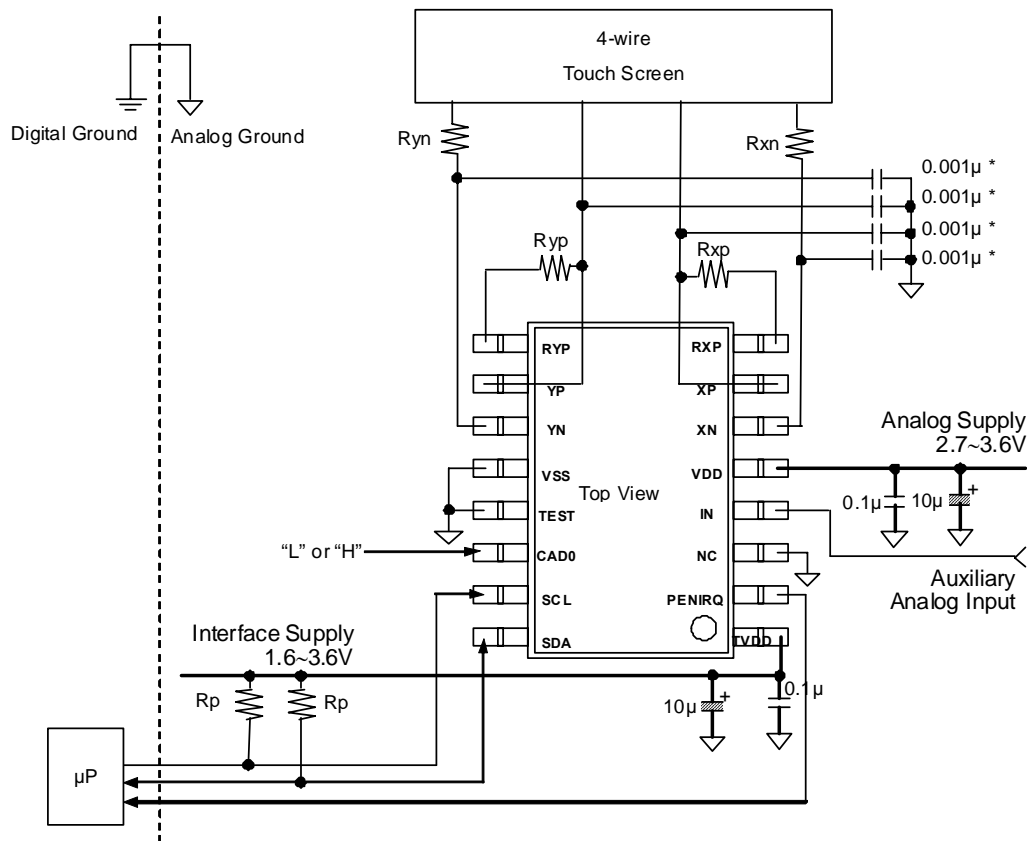 4-wire
Touch Screen
Digital Ground
Analog Ground
Ryn
Rxn
0.001µ *
0.001µ *
0.001µ *
0.001µ *
Ryp
Rxp
RYP
RXP
YP
XP
YN
XN
Analog Supply
2.7~3.6V
VSS
VDD
Top View
0.1µ
10µ
+
TEST
IN
“L” or “H”
CAD0
NC
Auxiliary
Analog Input
SCL
PENIRQ
Interface Supply
1.6~3.6V
SDA
TVDD
Rp
Rp
10µ
+
0.1µ
µP